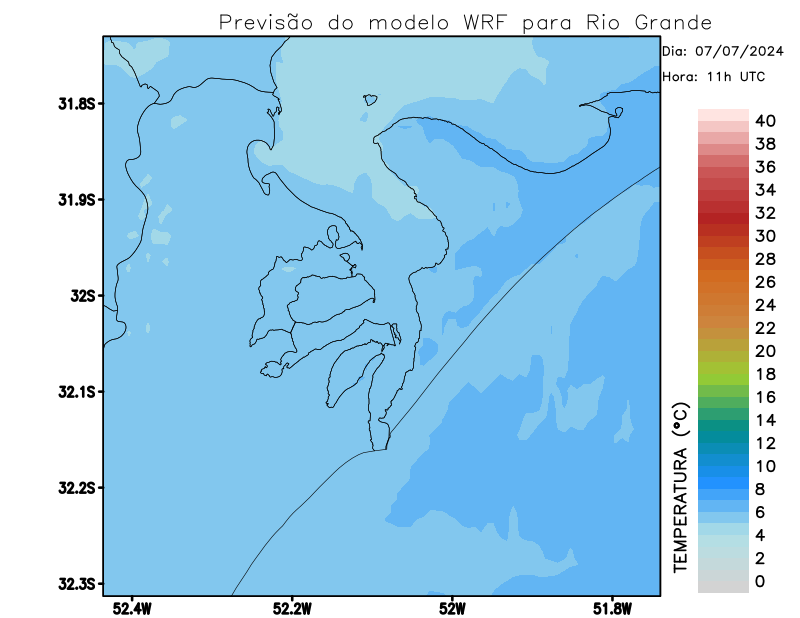 Previsão do modelo WRF para Rio Grande
Dia: 07/07/2024
Hora: 11h UTC
31.8S
31.9S
32S
32.1S
32.2S
32.3S
52.4W
52.2W
52W
51.8W
TEMPERATURA (°C)
40
38
36
34
32
30
28
26
24
22
20
18
16
14
12
10
8
6
4
2
0